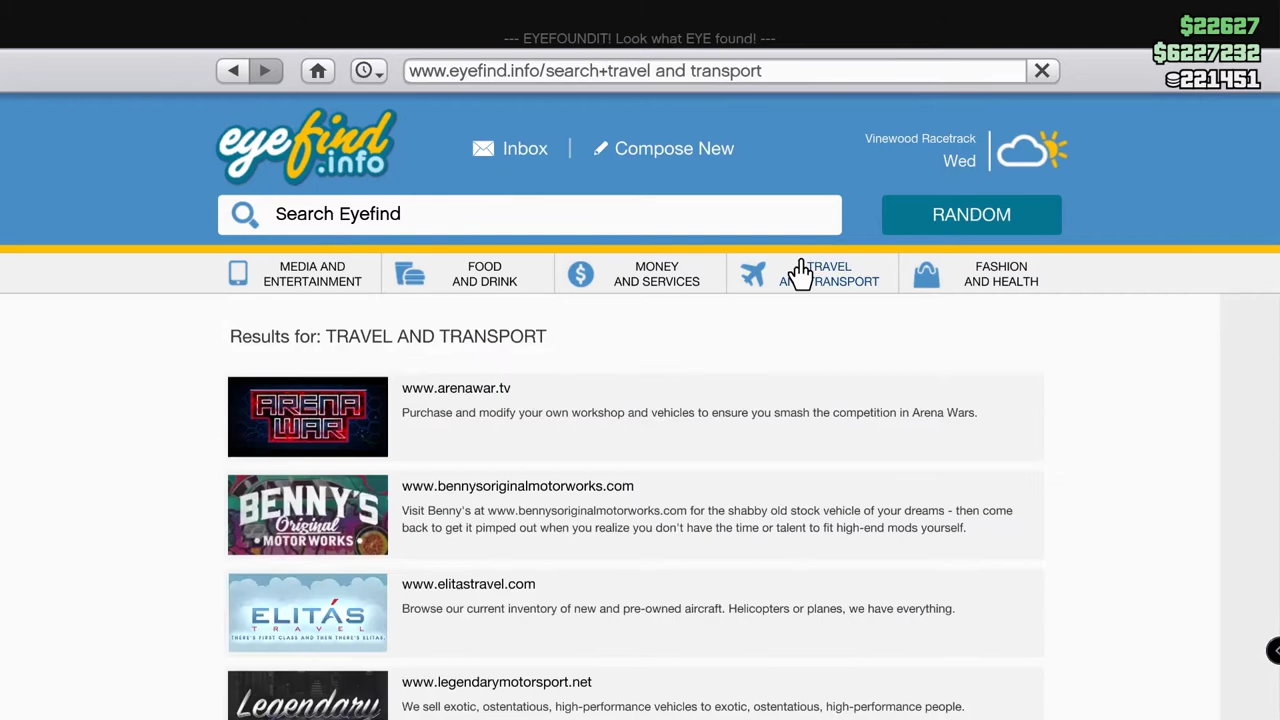 --- EYEFOUNDIT! Look what EYE found! ---
$22627
$6227232
221451
www.eyefind.info/search+travel and transport
eyefind
.info
Inbox
Compose New
Vinewood Racetrack
Wed
Search Eyefind
RANDOM
MEDIA AND
ENTERTAINMENT
FOOD
AND DRINK
MONEY
AND SERVICES
TRAVEL
AND TRANSPORT
FASHION
AND HEALTH
Results for: TRAVEL AND TRANSPORT
ARENA
WAR
www.arenawar.tv
Purchase and modify your own workshop and vehicles to ensure you smash the competition in Arena Wars.
BENNY'S
Original
MOTOR WORKS
www.bennysoriginalmotorworks.com
Visit Benny's at www.bennysoriginalmotorworks.com for the shabby old stock vehicle of your dreams - then come
back to get it pimped out when you realize you don't have the time or talent to fit high-end mods yourself.
ELITÁS
TRAVEL
THERE'S FIRST CLASS AND THEN THERE'S ELITAS.
www.elitastravel.com
Browse our current inventory of new and pre-owned aircraft. Helicopters or planes, we have everything.
Legendary
www.legendarymotorsport.net
We sell exotic, ostentatious, high-performance vehicles to exotic, ostentatious, high-performance people.